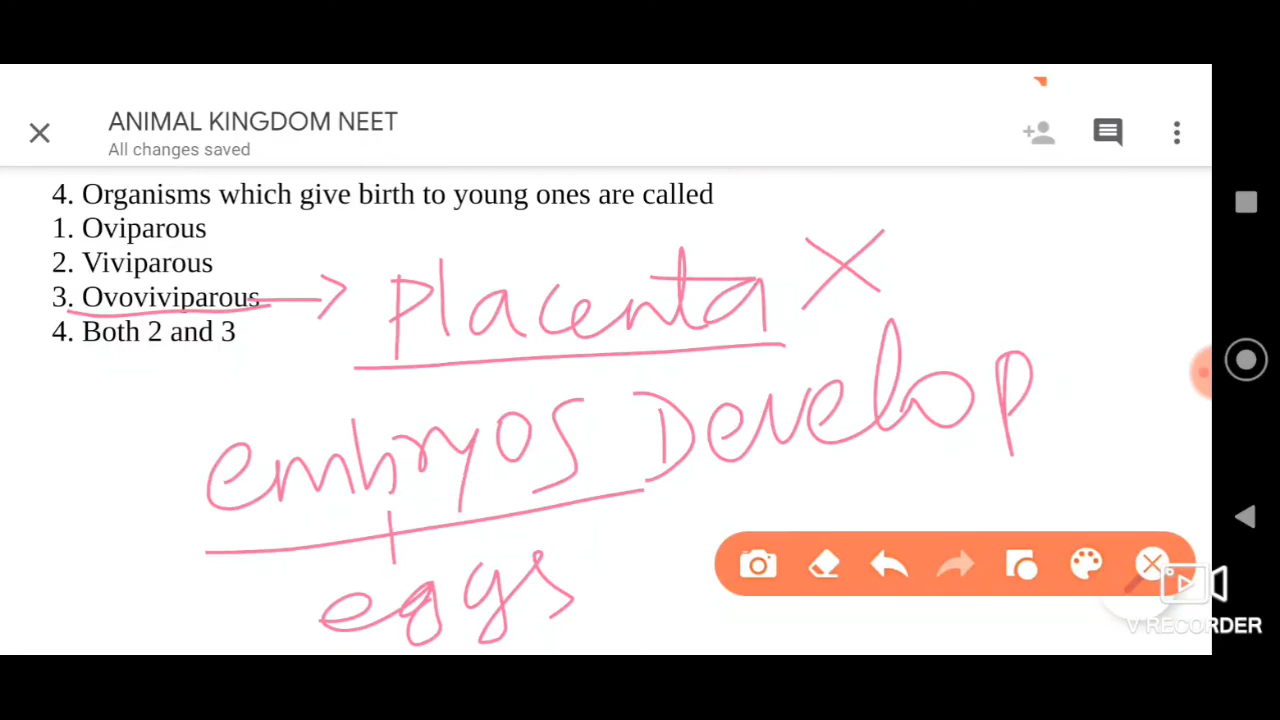 ANIMAL KINGDOM NEET
All changes saved
4. Organisms which give birth to young ones are called
1. Oviparous
2. Viviparous
3. Ovoviviparous
4. Both 2 and 3
Placenta X
embryos Develop
eggs
V RECORDER